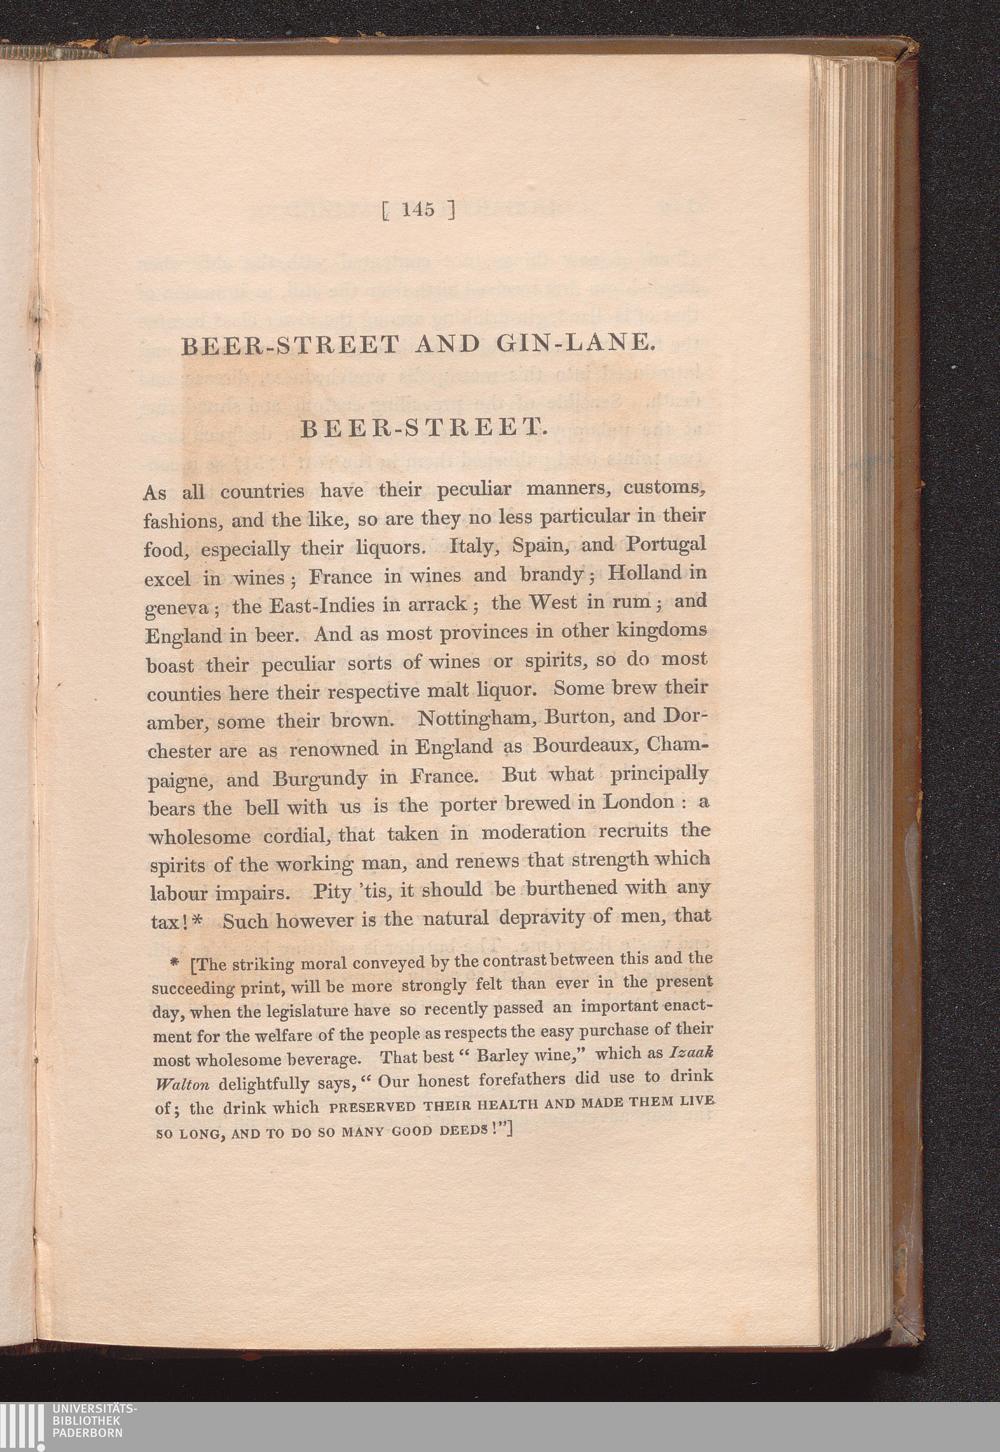 [ 145 ]
BEER-STREET AND GIN-LANE.
BEER-STREET.
As all countries have their peculiar manners, customs,
fashions, and the like, so are they no less particular in their
food, especially their liquors. Italy, Spain, and Portugal
excel in wines; France in wines and brandy; Holland in
geneva; the East-Indies in arrack; the West in rum; and
England in beer. And as most provinces in other kingdoms
boast their peculiar sorts of wines or spirits, so do most
counties here their respective malt liquor. Some brew their
amber, some their brown. Nottingham, Burton, and Dor-
chester are as renowned in England as Bourdeaux, Cham-
paigne, and Burgundy in France. But what principally
bears the bell with us is the porter brewed in London : a
wholesome cordial, that taken in moderation recruits the
spirits of the working man, and renews that strength which
labour impairs. Pity 'tis, it should be burthened with any
tax!* Such however is the natural depravity of men, that
* [The striking moral conveyed by the contrast between this and the
succeeding print, will be more strongly felt than ever in the present
day, when the legislature have so recently passed an important enact-
ment for the welfare of the people as respects the easy purchase of their
most wholesome beverage. That best “ Barley wine,” which as Izaak
Walton delightfully says, “ Our honest forefathers did use to drink
of; the drink which PRESERVED THEIR HEALTH AND MADE THEM LIVE
SO LONG, AND TO DO SO MANY GOOD DEEDS!”]
UNIVERSITÄTS-
BIBLIOTHEK
PADERBORN